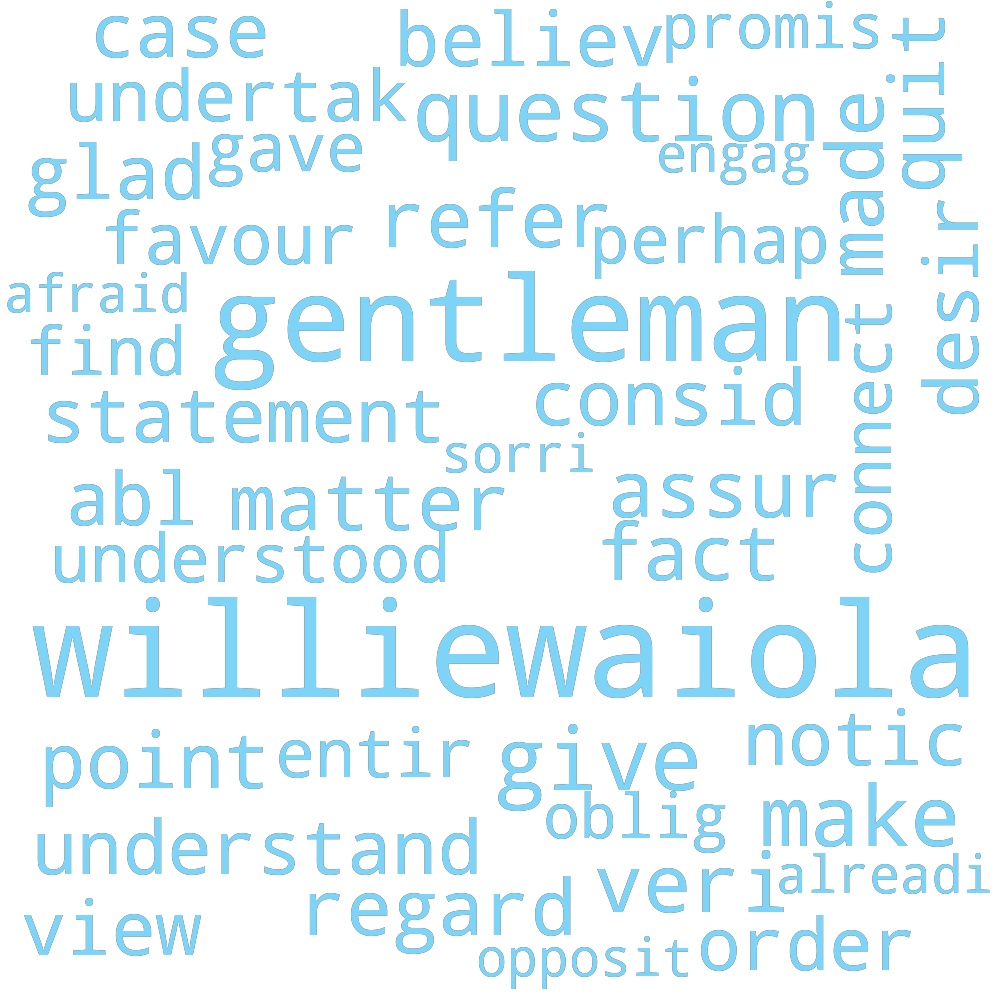 case
believ
promis
undertak
question
quit
made
gave
engag
glad
favour
refer
perhap
desir
afraid
gentleman
find
connect
statement
consid
sorri
abl
matter
assur
understood
fact
williewaiola
point
entir
give
notic
oblig
make
understand
veri
alreadi
view
regard
opposit
order